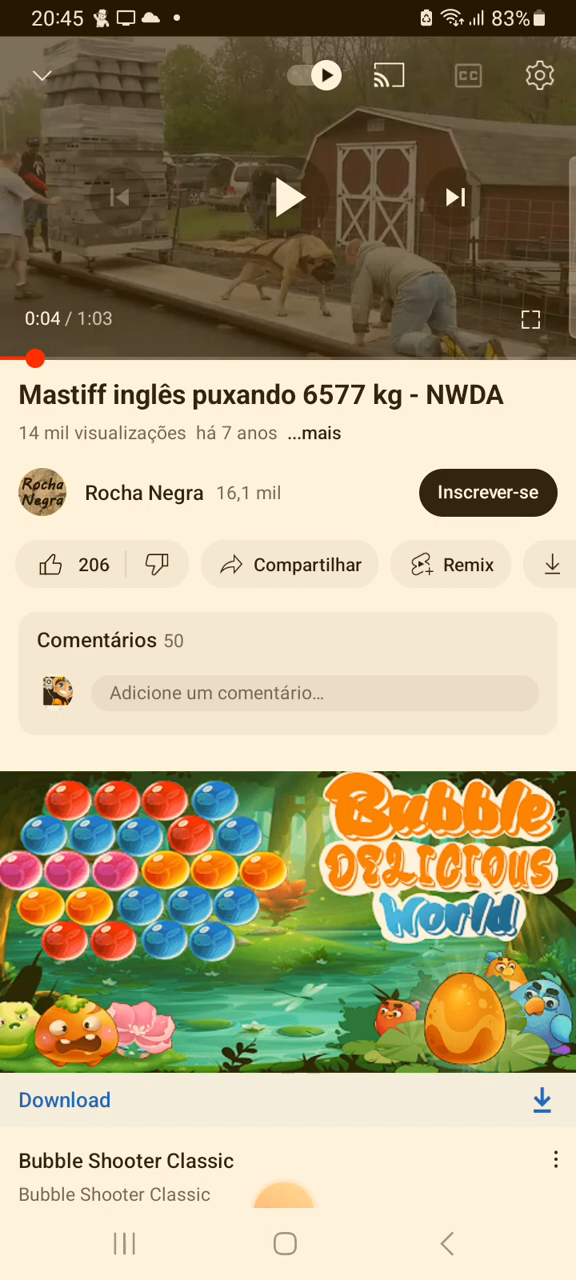 20:45
83%
CC
0:04 / 1:03
Mastiff inglês puxando 6577 kg - NWDA
14 mil visualizações há 7 anos ...mais
Rocha Negra
Rocha Negra 16,1 mil
Inscrever-se
206
Compartilhar
Remix
Comentários 50
Adicione um comentário...
Bubble
DELICIOUS
World
Download
Bubble Shooter Classic
Bubble Shooter Classic